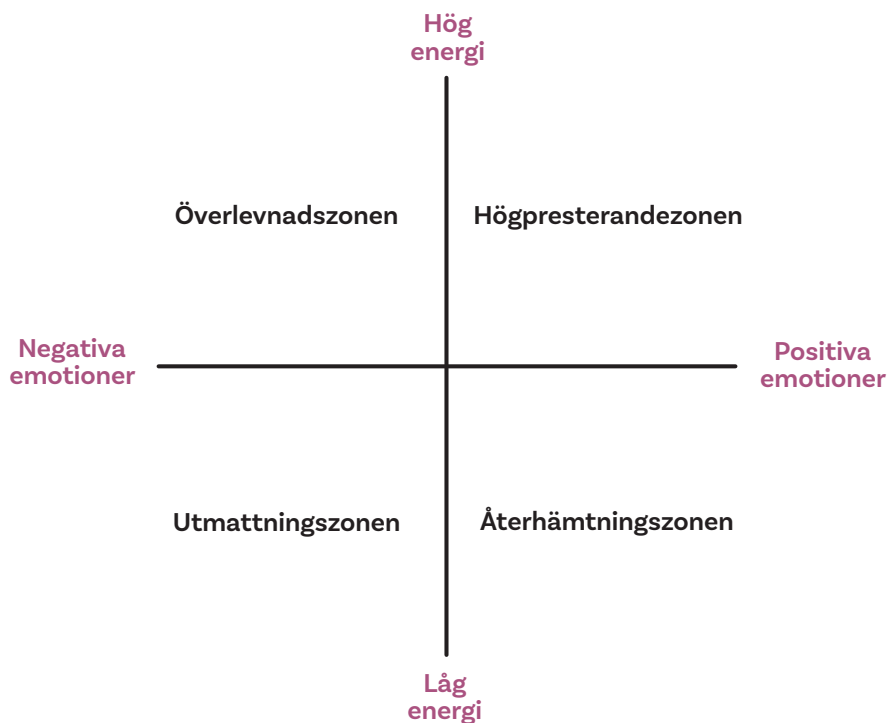 Hög
energi
Överlevnadszonen
Högpresterandezonen
Negativa
emotioner
Positiva
emotioner
Utmattningszonen
Återhämtningszonen
Låg
energi